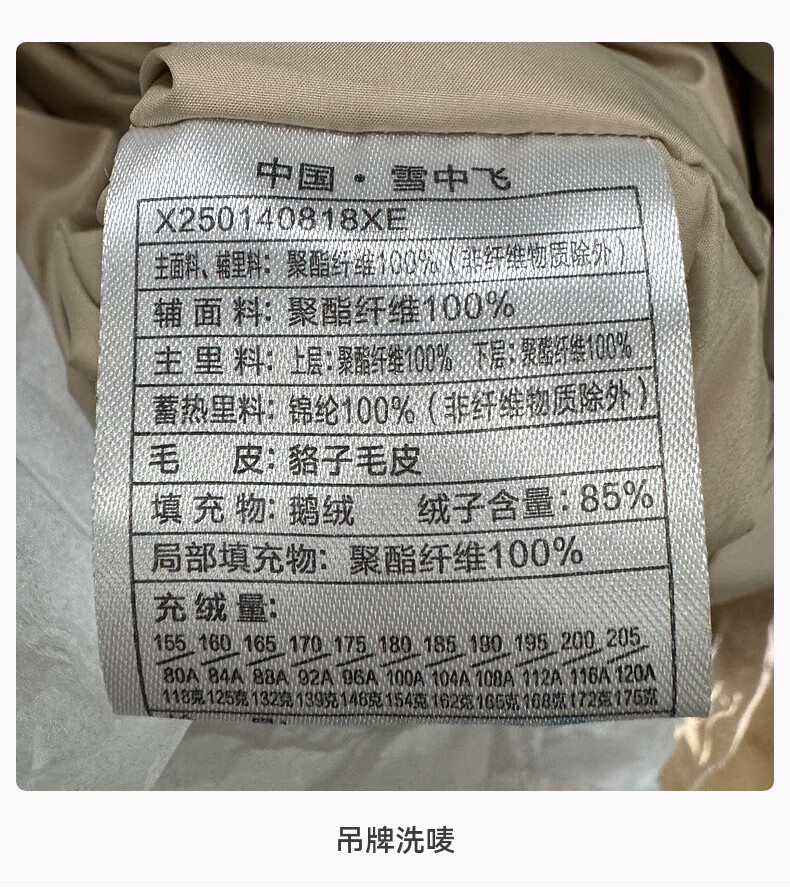 中国·雪中飞
X250140818XE
主面料、辅里料：聚酯纤维100%（非纤维物质除外）
辅面料：聚酯纤维100%
主里料：上层：聚酯纤维100% 下层：聚酯纤维100%
蓄热里料：锦纶100%（非纤维物质除外）
毛 皮：貉子毛皮
填充物：鹅绒 绒子含量：85%
局部填充物：聚酯纤维100%
充绒量：
155 160 165 170 175 180 185 190 195 200 205
80A 84A 88A 92A 96A 100A 104A 108A 112A 116A 120A
118克 125克 132克 139克 146克 154克 162克 165克 168克 172克 175克
吊牌洗唛